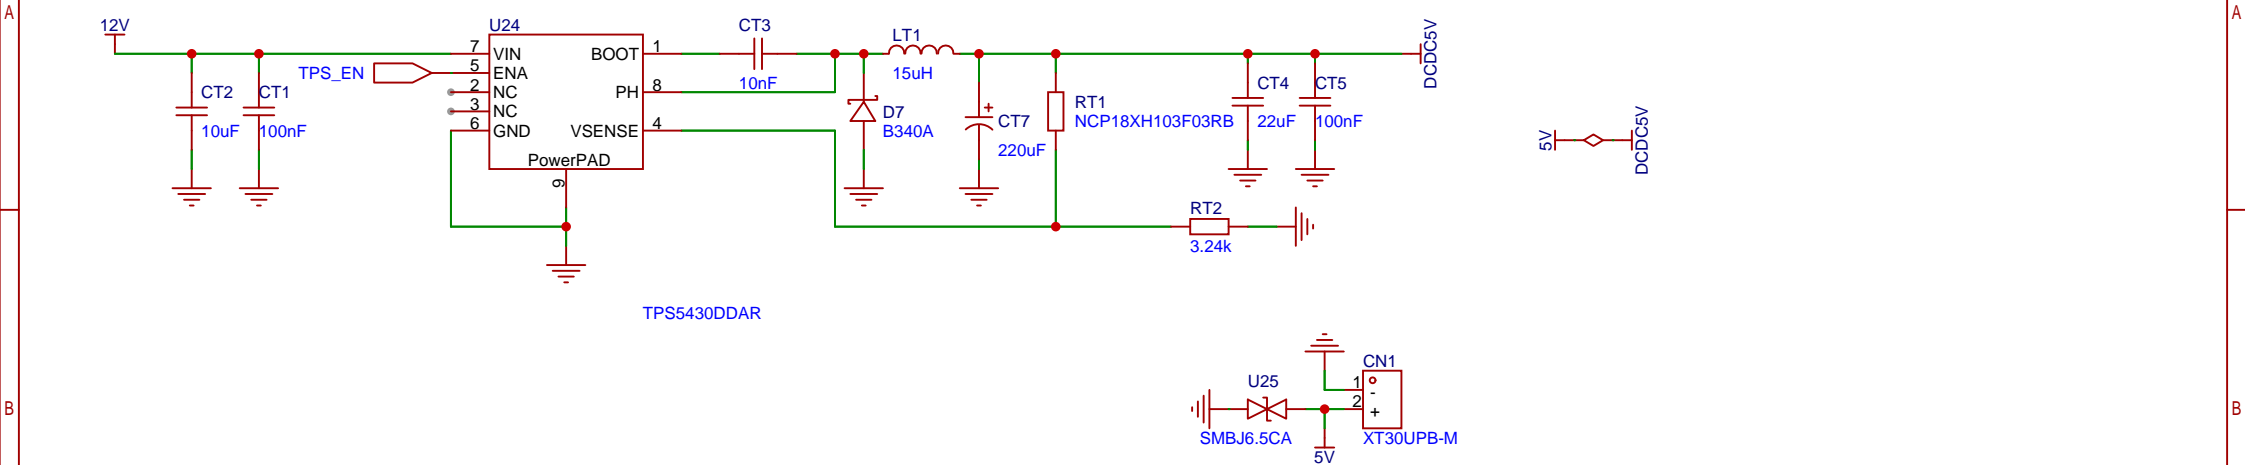 A
A
12V
U24
CT3
LT1
DCDC5V
7 VIN
BOOT 1
TPS_EN
5 ENA
10nF
15uH
2 NC
PH 8
3 NC
6 GND
VSENSE 4
PowerPAD
9
CT2
10uF
CT1
100nF
D7
B340A
CT7
220uF
RT1
NCP18XH103F03RB
CT4
22uF
CT5
100nF
5V
DCDC5V
RT2
3.24k
TPS5430DDAR
CN1
1
-
2
+
U25
SMBJ6.5CA
XT30UPB-M
5V
B
B